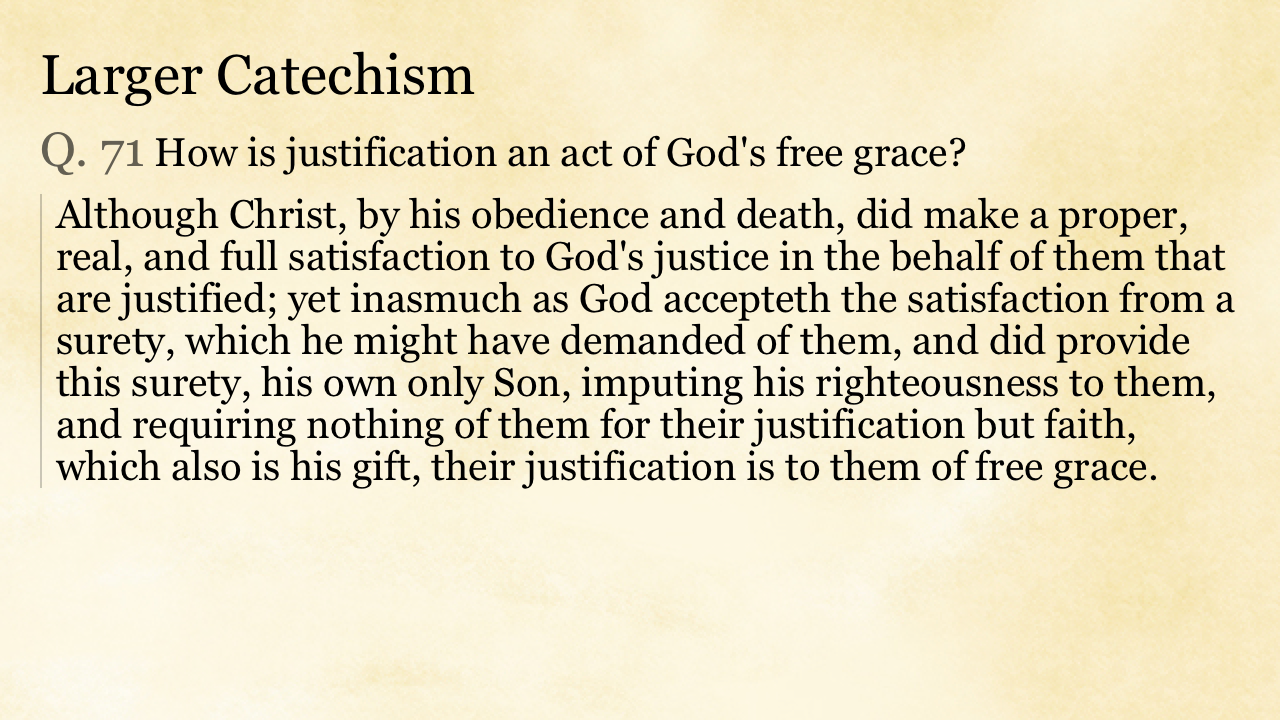 Larger Catechism
Q. 71 How is justification an act of God's free grace?
Although Christ, by his obedience and death, did make a proper,
real, and full satisfaction to God's justice in the behalf of them that
are justified; yet inasmuch as God accepteth the satisfaction from a
surety, which he might have demanded of them, and did provide
this surety, his own only Son, imputing his righteousness to them,
and requiring nothing of them for their justification but faith,
which also is his gift, their justification is to them of free grace.